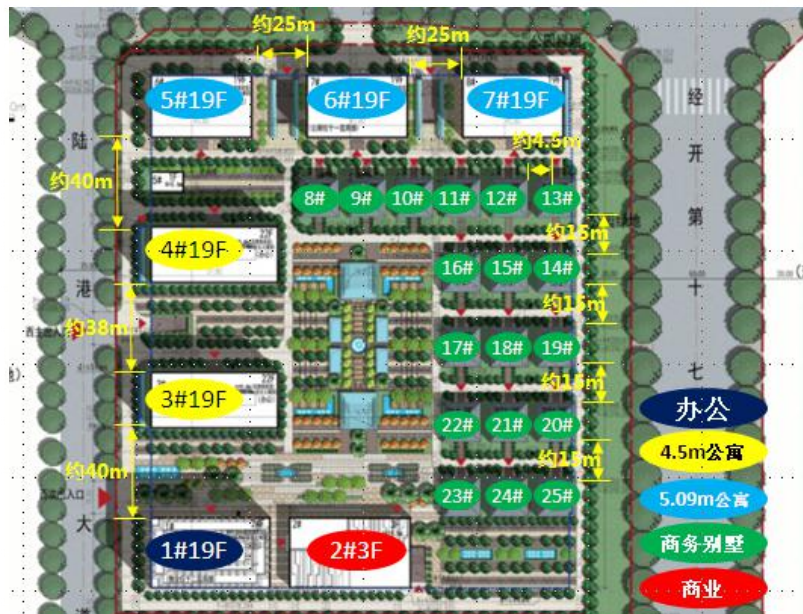 约25m
约25m
5#19F
6#19F
7#19F
经
开
第
十
七
陆
港
大
约4.5m
约40m
8#
9#
10#
11#
12#
13#
约15m
4#19F
16#
15#
14#
约15m
约38m
17#
18#
19#
约15m
3#19F
22#
21#
20#
约15m
约40m
23#
24#
25#
1#19F
2#3F
办公
4.5m公寓
5.09m公寓
商务别墅
商业